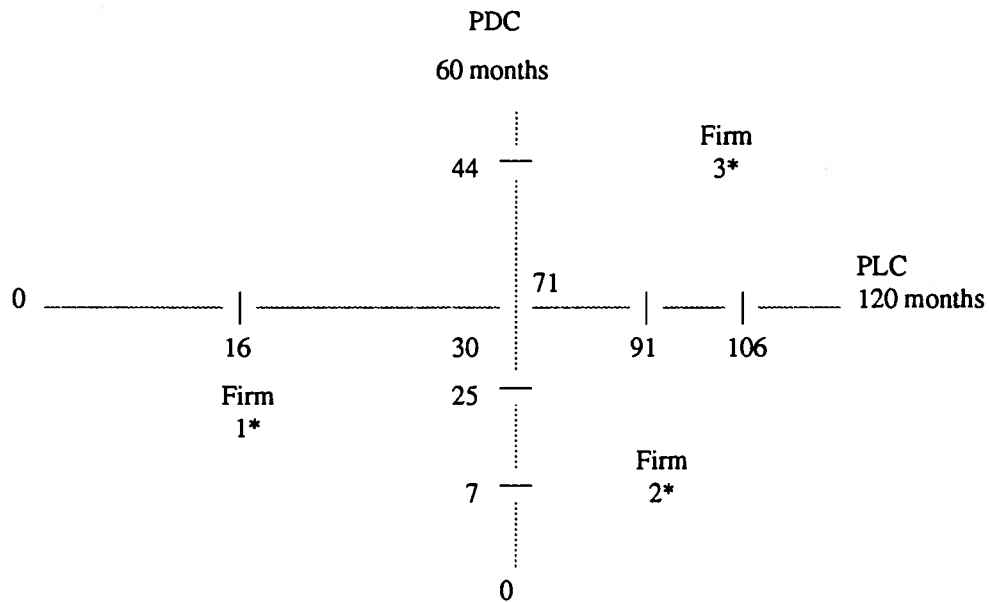 PDC
60 months
Firm
3*
44
71
PLC
120 months
0
16
30
91
106
25
Firm
1*
Firm
2*
7
0